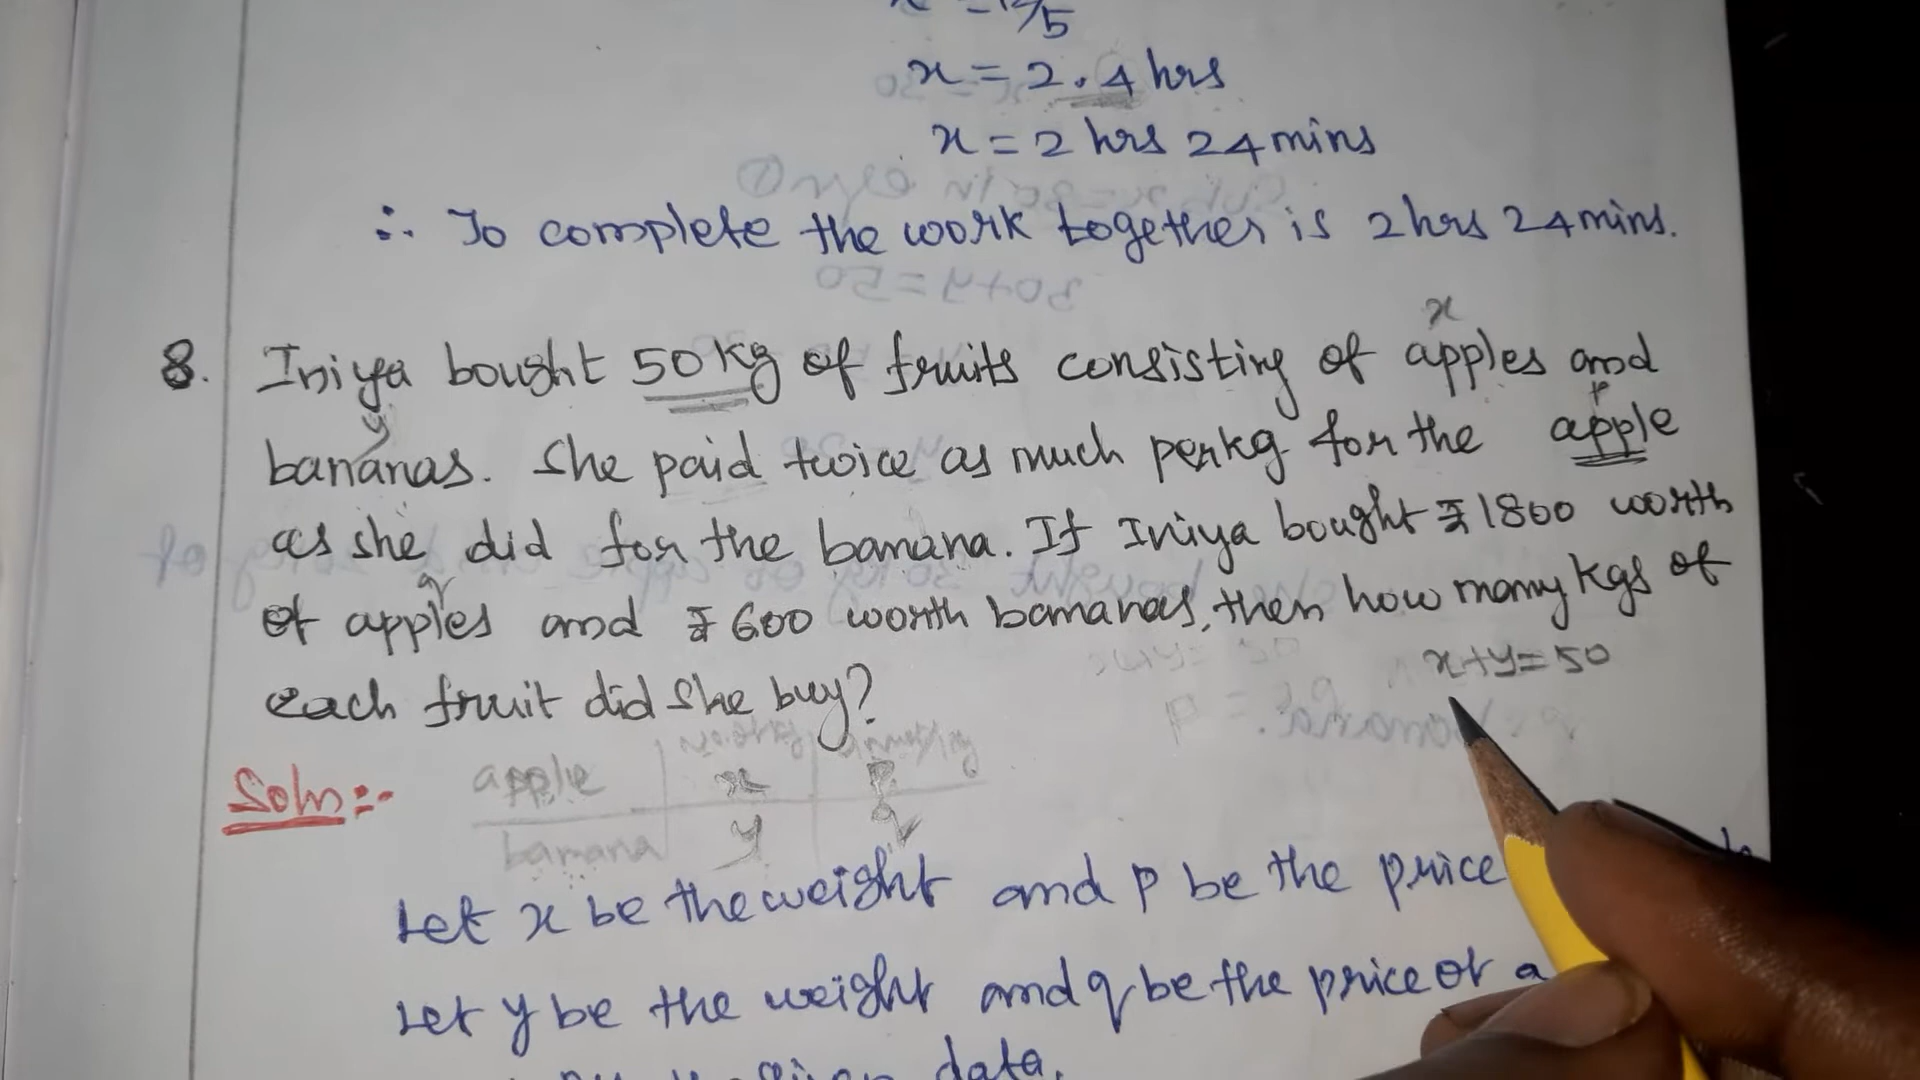 x = 12/5
x = 2.4 hrs
x = 2 hrs 24 mins
∴ To complete the work together is 2 hrs 24 mins.
x
8. Iniya bought 50 kg of fruits consisting of apples and
y p
bananas. She paid twice as much per kg for the apple
as she did for the banana. If Iniya bought ₹ 1800 worth
q
of apples and ₹ 600 worth bananas, then how many kgs of
x+y=50
each fruit did she buy?
Soln:-
apple x p
banana y q
Let x be the weight and p be the price
Let y be the weight and q be the price of a
given data,